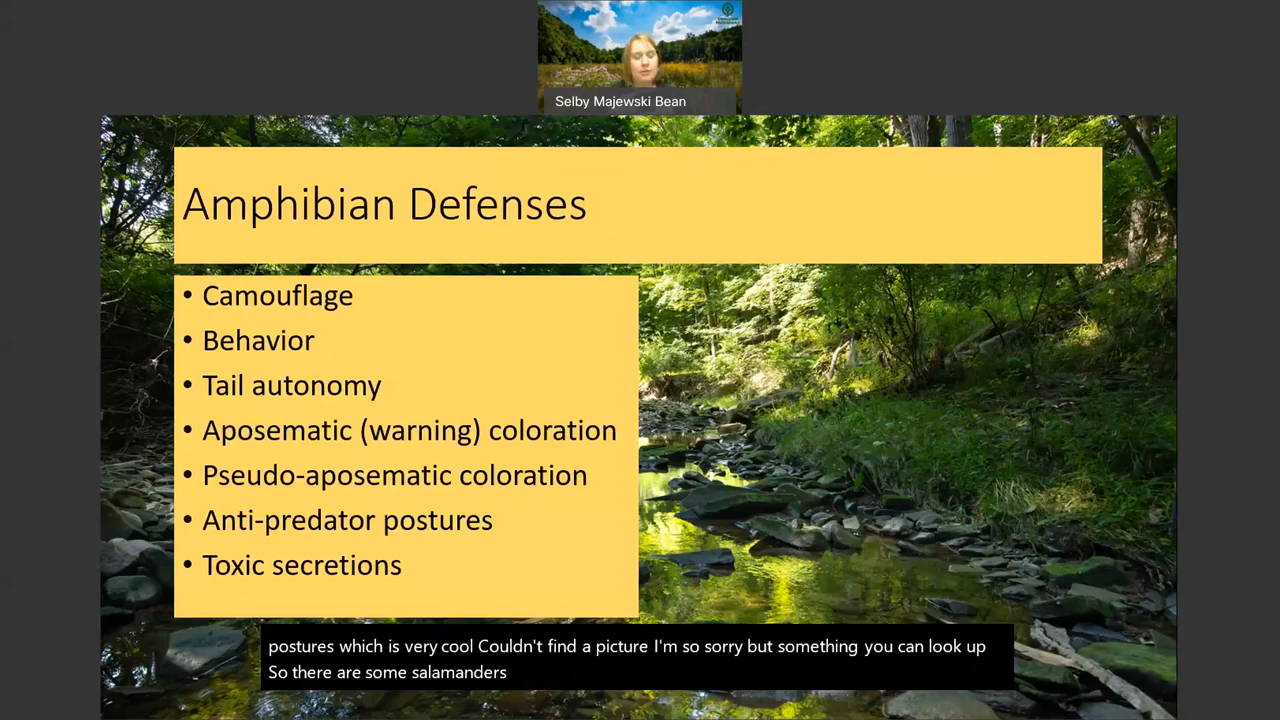 Selby Majewski Bean
Amphibian Defenses
• Camouflage
• Behavior
• Tail autonomy
• Aposematic (warning) coloration
• Pseudo-aposematic coloration
• Anti-predator postures
• Toxic secretions
postures which is very cool Couldn't find a picture I'm so sorry but something you can look up
So there are some salamanders